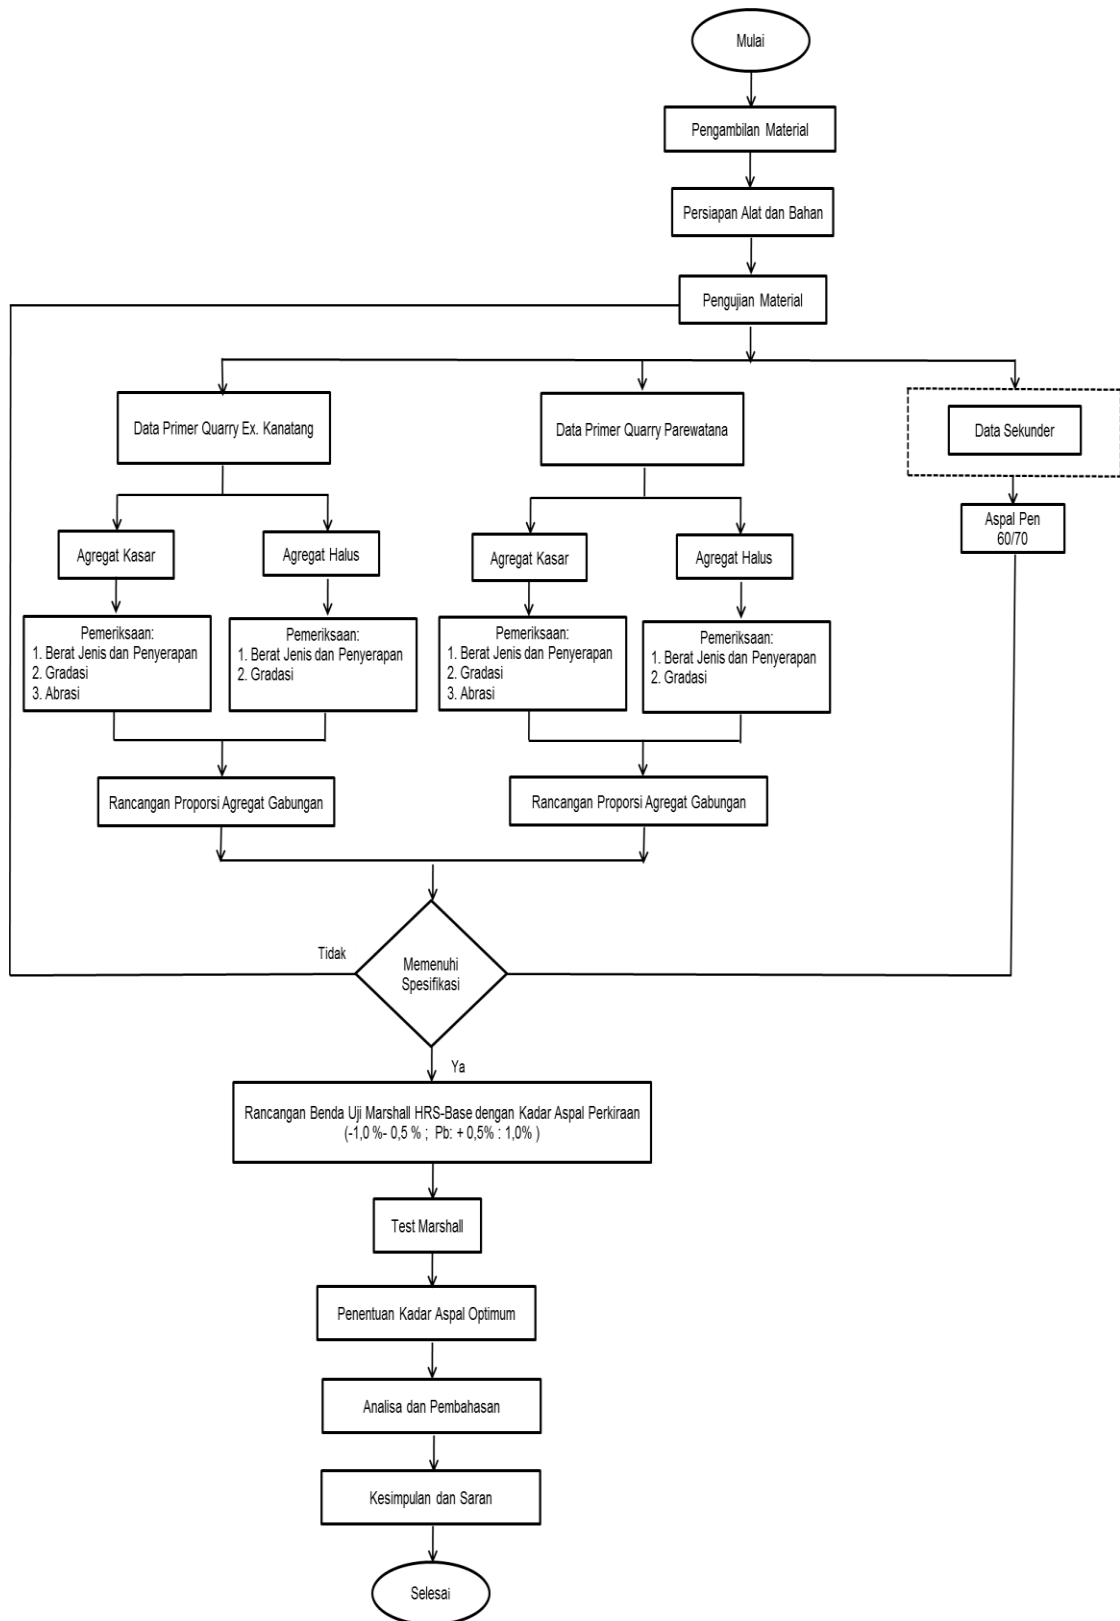 Mulai
Pengambilan Material
Persiapan Alat dan Bahan
Pengujian Material
Data Primer Quarry Ex. Kanatang
Data Primer Quarry Parewatana
Data Sekunder
Aspal Pen
60/70
Agregat Kasar
Agregat Halus
Agregat Kasar
Agregat Halus
Pemeriksaan:
1. Berat Jenis dan Penyerapan
2. Gradasi
3. Abrasi
Pemeriksaan:
1. Berat Jenis dan Penyerapan
2. Gradasi
Pemeriksaan:
1. Berat Jenis dan Penyerapan
2. Gradasi
3. Abrasi
Pemeriksaan:
1. Berat Jenis dan Penyerapan
2. Gradasi
Rancangan Proporsi Agregat Gabungan
Rancangan Proporsi Agregat Gabungan
Tidak
Memenuhi
Spesifikasi
Ya
Rancangan Benda Uji Marshall HRS-Base dengan Kadar Aspal Perkiraan
(-1,0 %- 0,5 % ; Pb: + 0,5% : 1,0% )
Test Marshall
Penentuan Kadar Aspal Optimum
Analisa dan Pembahasan
Kesimpulan dan Saran
Selesai